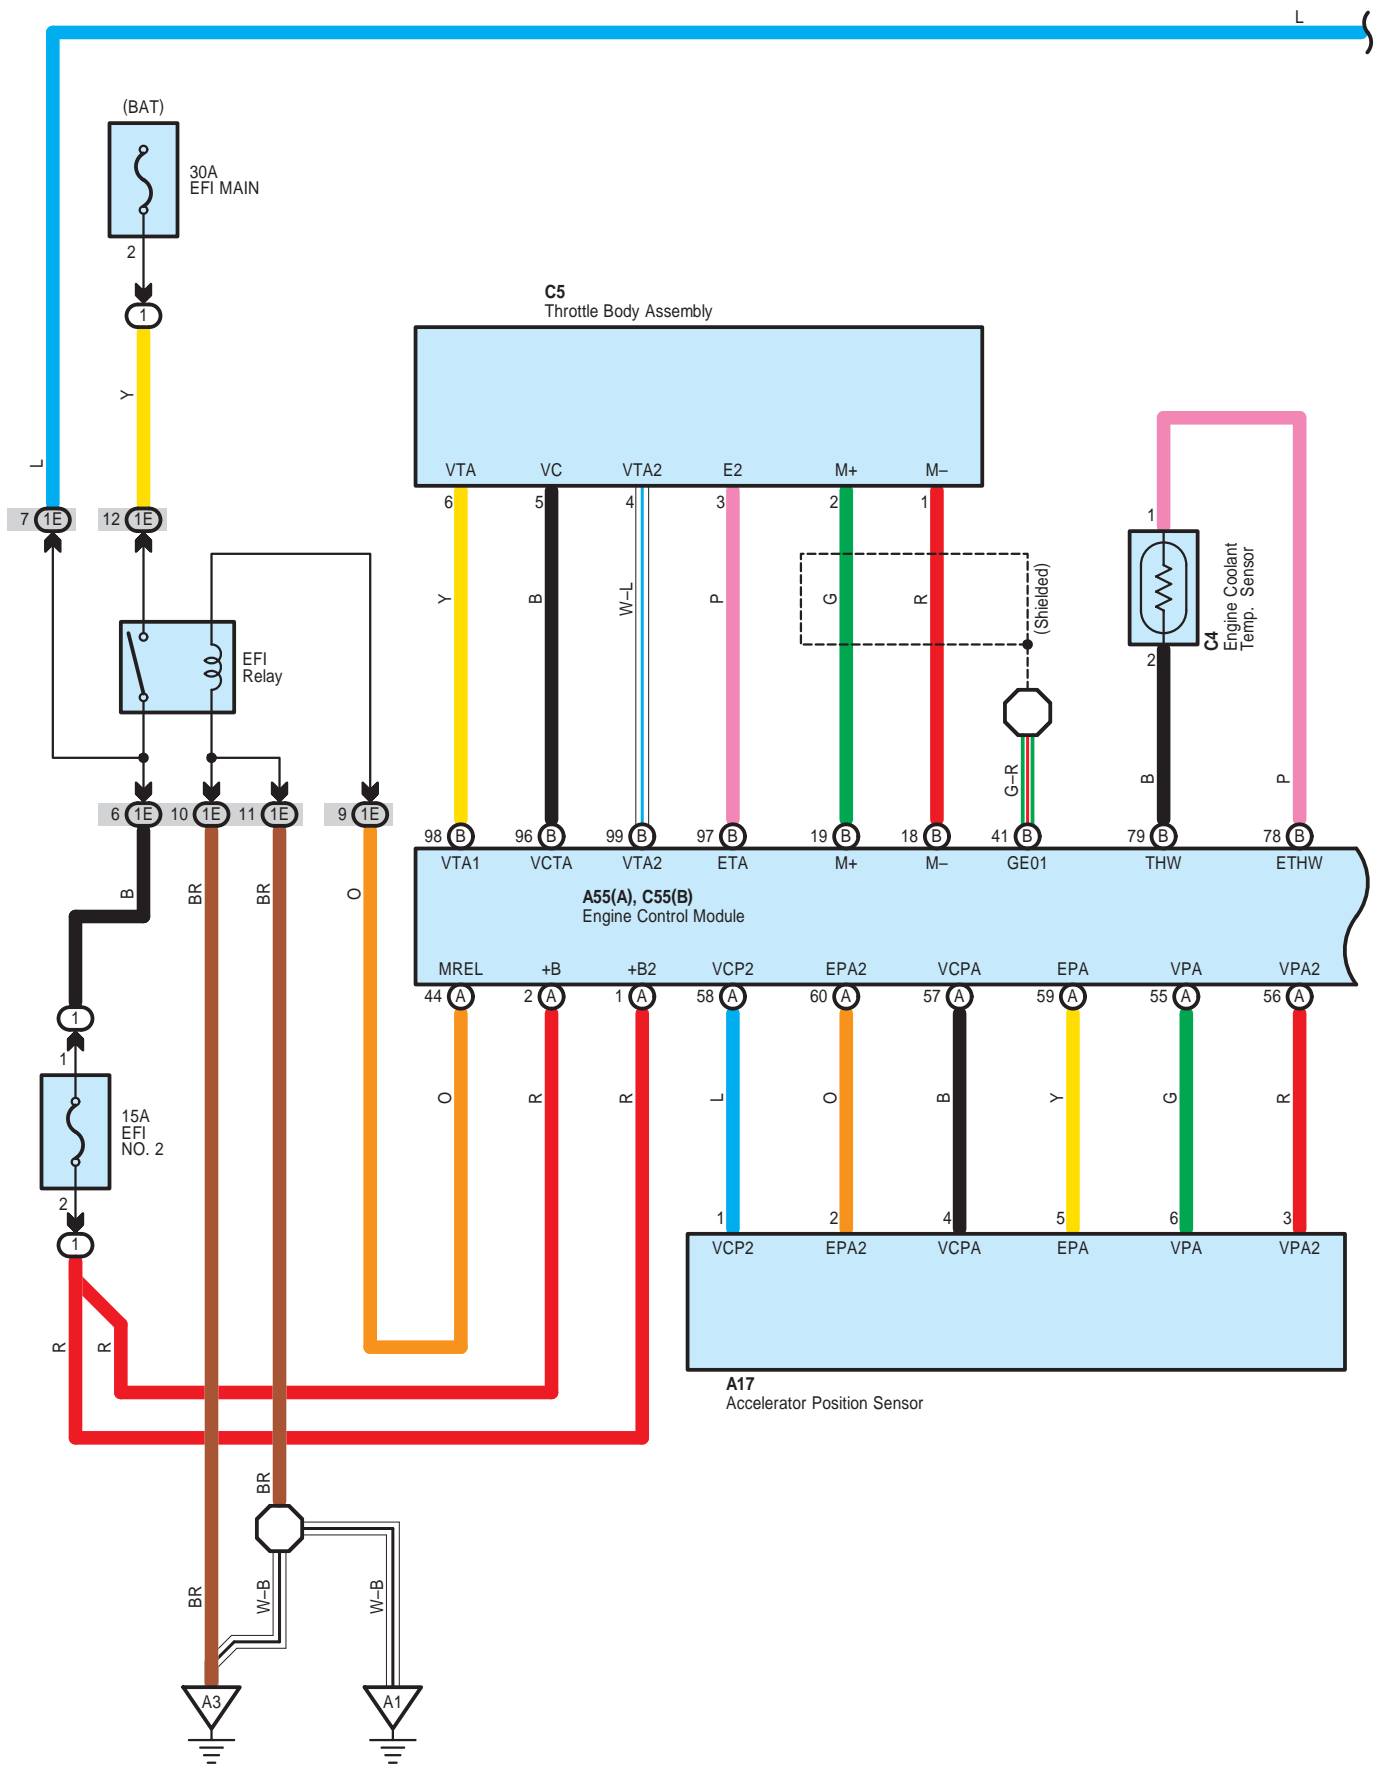 L
(BAT)
30A
EFI MAIN
2
1
Y
L
7 1E
12 1E
C5
Throttle Body Assembly
VTA VC VTA2 E2 M+ M–
6 5 4 3 2 1
Y B W–L P G R
(Shielded)
G–R
1
C4
Engine Coolant
Temp. Sensor
2
B P
EFI
Relay
6 1E 10 1E 11 1E 9 1E
98 B 96 B 99 B 97 B 19 B 18 B 41 B 79 B 78 B
VTA1 VCTA VTA2 ETA M+ M– GE01 THW ETHW
A55(A), C55(B)
Engine Control Module
B BR BR O
MREL +B +B2 VCP2 EPA2 VCPA EPA VPA VPA2
44 A 2 A 1 A 58 A 60 A 57 A 59 A 55 A 56 A
1
1
15A
EFI
NO. 2
2
1
O R R L O B Y G R
1 2 4 5 6 3
VCP2 EPA2 VCPA EPA VPA VPA2
A17
Accelerator Position Sensor
R R
BR
BR W–B W–B
A3 A1